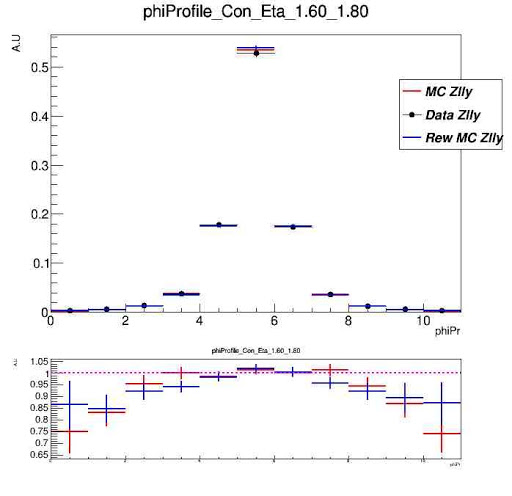 phiProfile_Con_Eta_1.60_1.80
A.U
0.5
0.4
0.3
0.2
0.1
0
0 2 4 6 8 10
phiPr
MC Zlly
Data Zlly
Rew MC Zlly
phiProfile_Con_Eta_1.60_1.80
1.05
1
0.95
0.9
0.85
0.8
0.75
0.7
0.65
phiPr